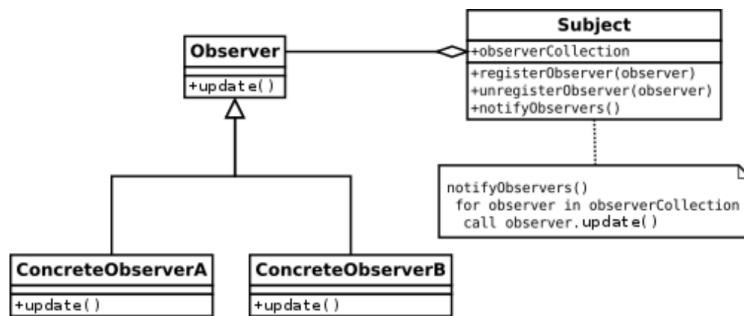 Subject
+observerCollection
+registerObserver(observer)
+unregisterObserver(observer)
+notifyObservers()
Observer
+update()
notifyObservers()
for observer in observerCollection
call observer.update()
ConcreteObserverA
+update()
ConcreteObserverB
+update()